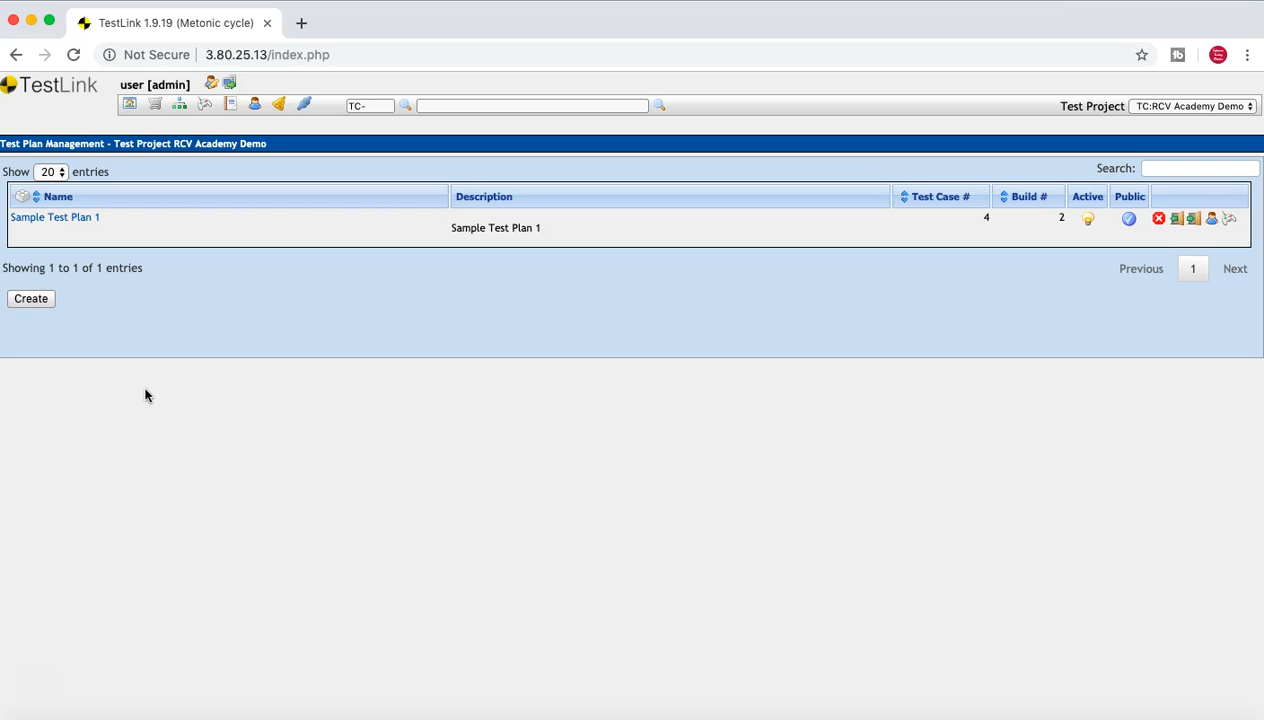 TestLink 1.9.19 (Metonic cycle)
Not Secure 3.80.25.13/index.php
TestLink user [admin]
TC- Test Project TC:RCV Academy Demo
Test Plan Management - Test Project RCV Academy Demo
Show 20 entries Search:
Name Description Test Case # Build # Active Public
Sample Test Plan 1 Sample Test Plan 1 4 2
Showing 1 to 1 of 1 entries Previous 1 Next
Create